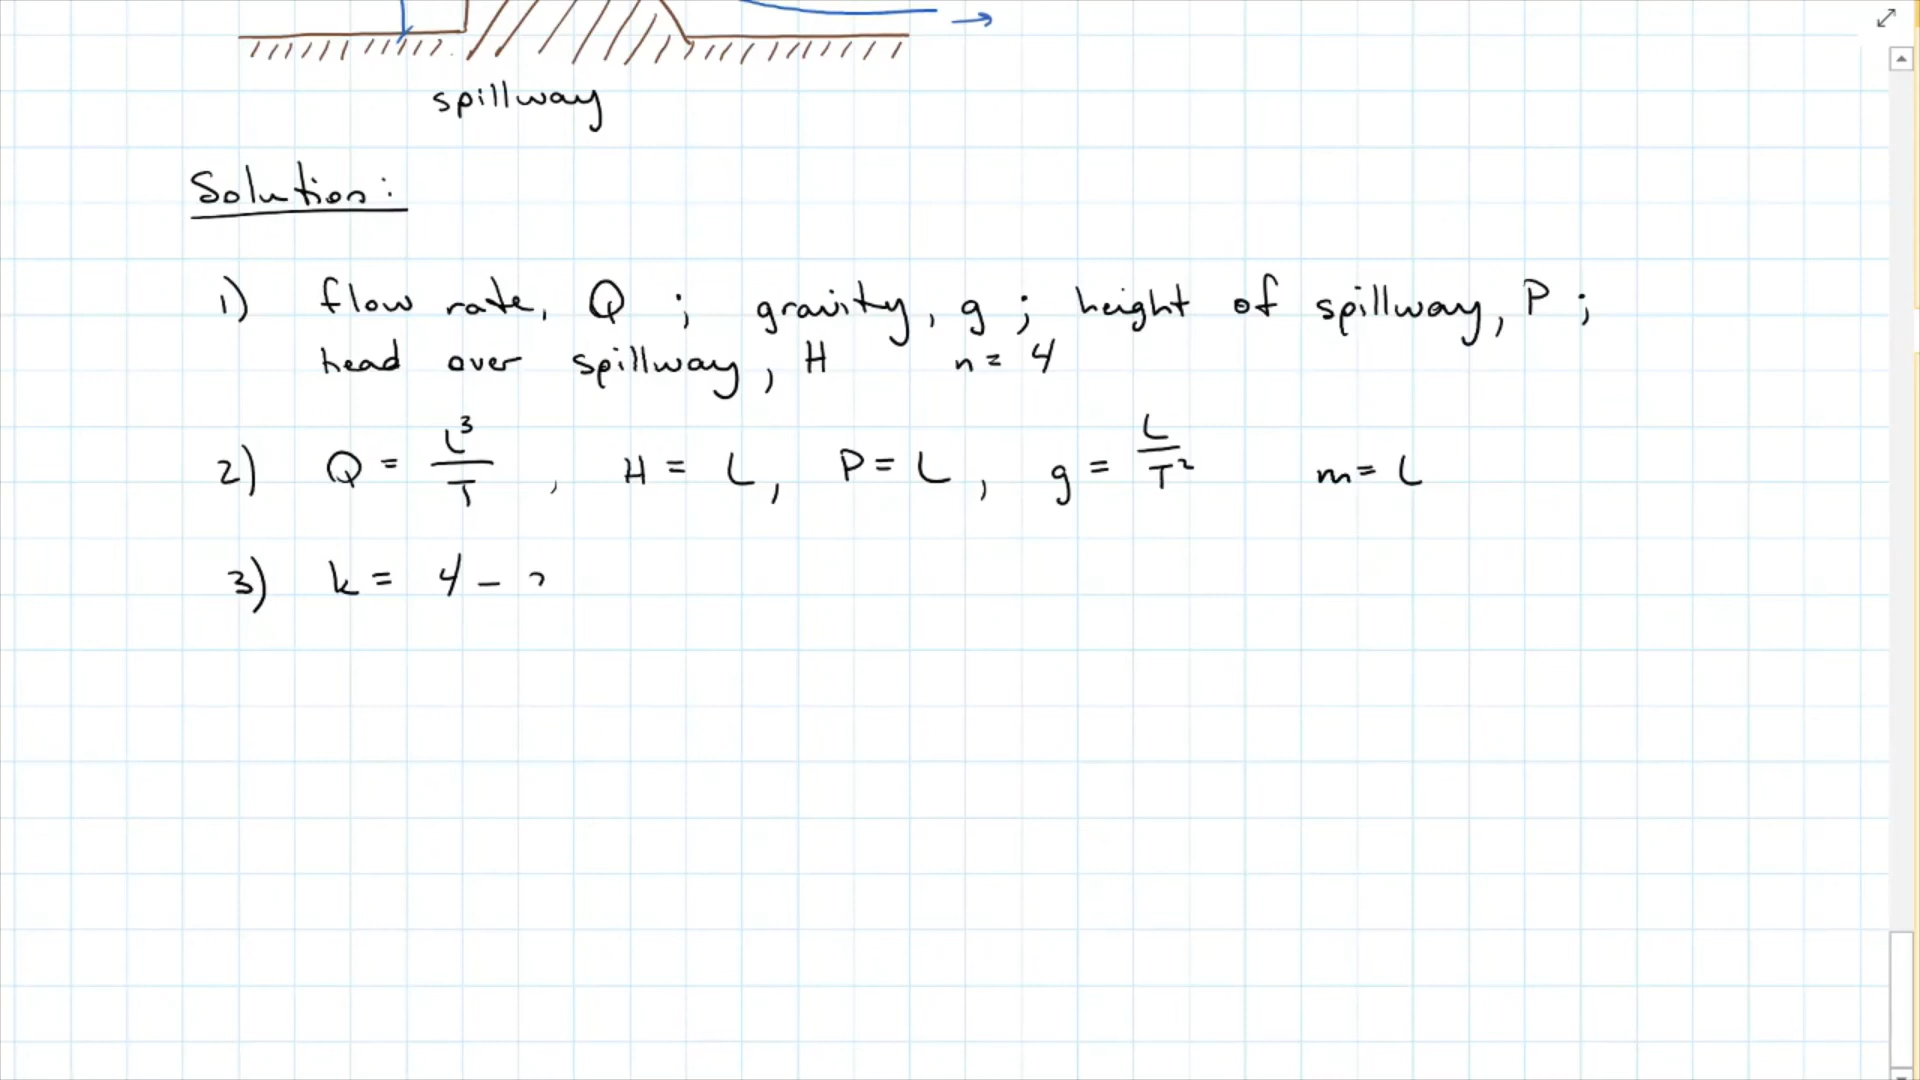 spillway
Solution:
1) flow rate, Q ; gravity, g ; height of spillway, P ;
head over spillway, H n = 4
2) Q = L³/T , H = L, P = L, g = L/T² m = L
3) k = 4 -